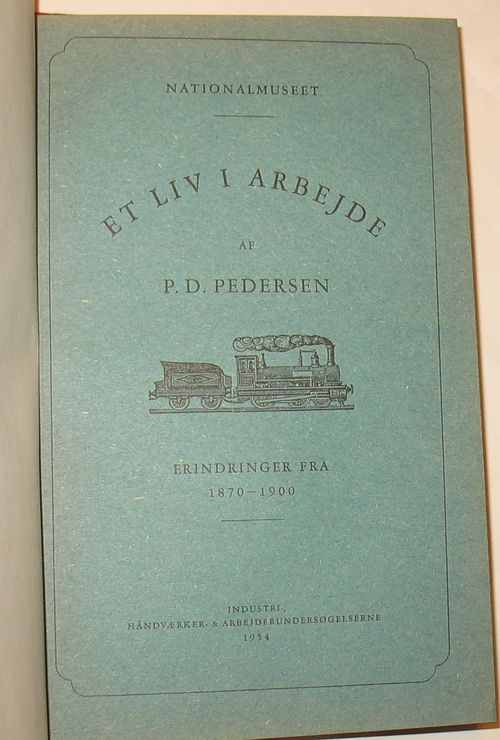 NATIONALMUSEET
ET LIV I ARBEJDE
AF
P. D. PEDERSEN
ERINDRINGER FRA
1870—1900
INDUSTRI-,
HÅNDVÆRKER- & ARBEJDERUNDERSØGELSERNE
1954